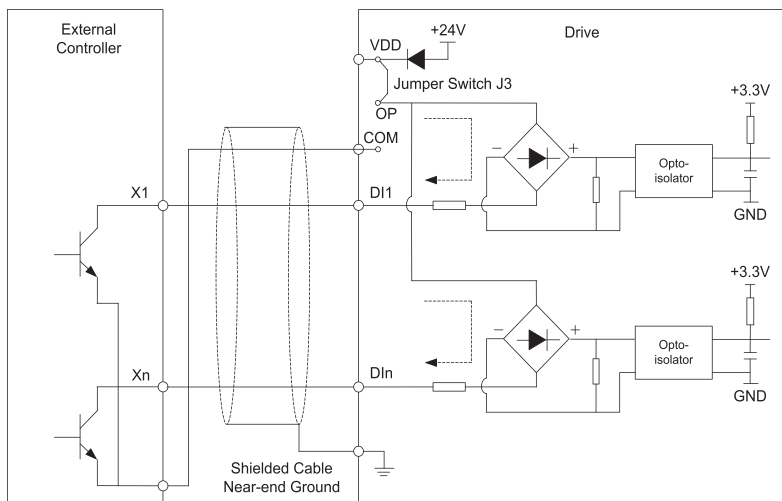 External
Controller
Drive
+24V
VDD
Jumper Switch J3
OP
COM
+3.3V
−
+
Opto-
isolator
X1
DI1
GND
+3.3V
−
+
Opto-
isolator
Xn
DIn
GND
Shielded Cable
Near-end Ground